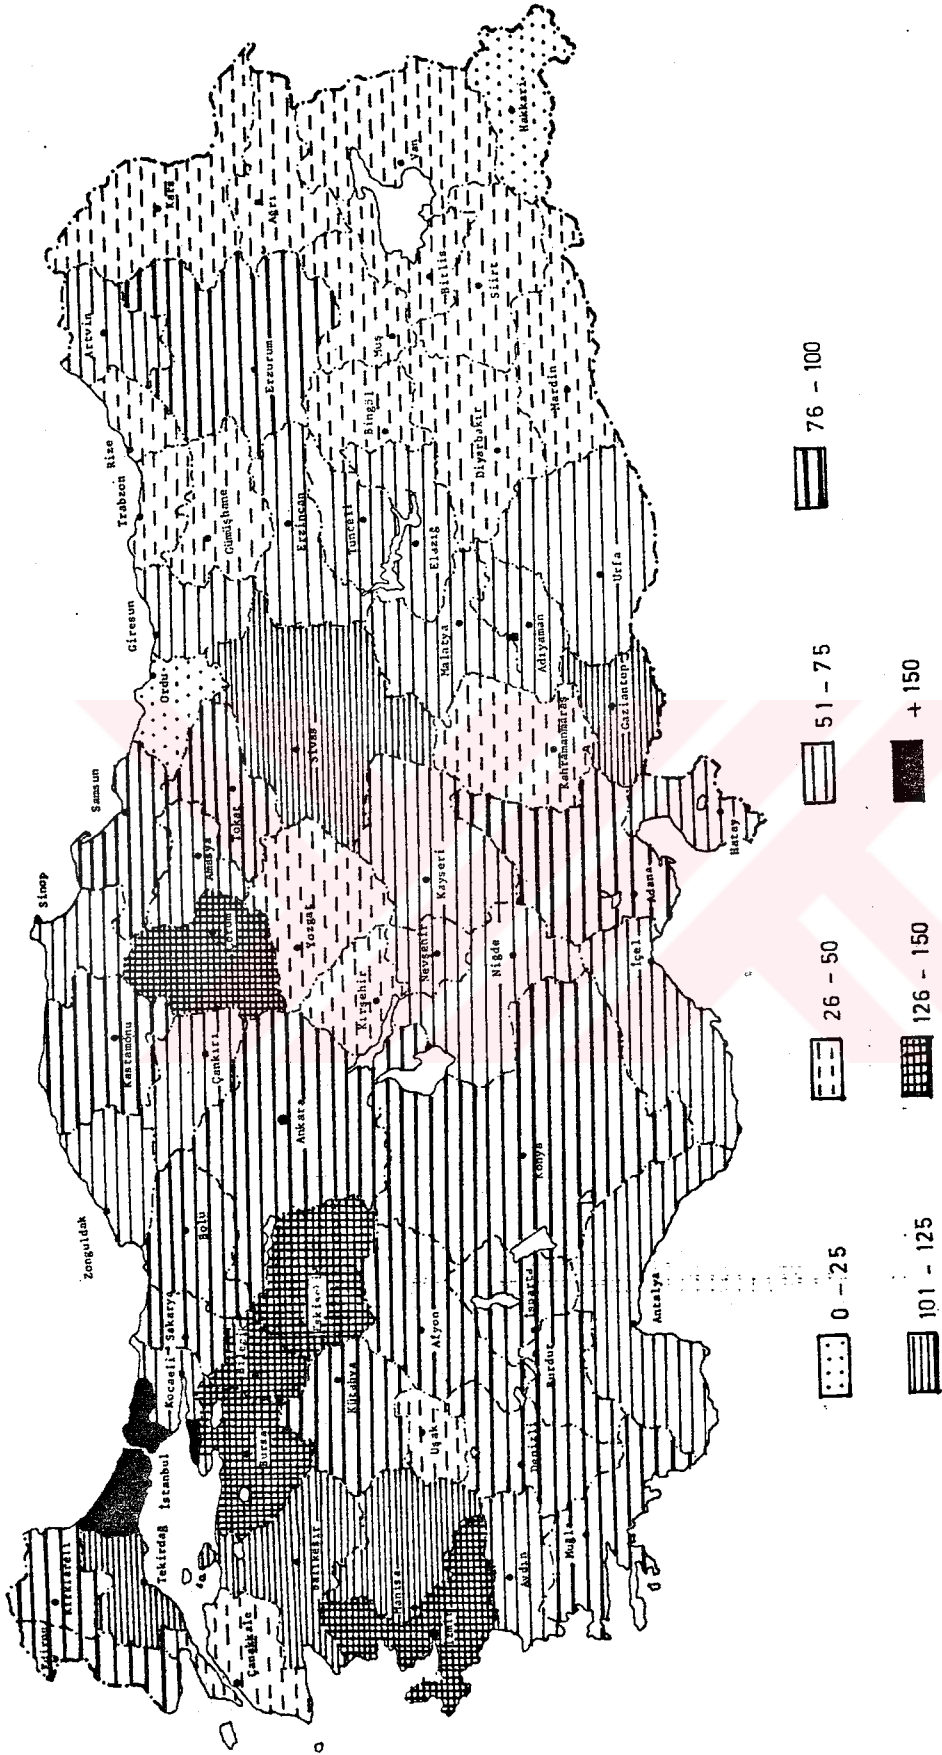 Edirne
Kırklareli
Tekirdağ
İstanbul
Çanakkale
Balıkesir
Manisa
İzmir
Aydın
Muğla
Denizli
Uşak
Bursa
Kocaeli
Sakarya
Bilecik
Kütahya
Eskişehir
Afyon
Burdur
Isparta
Antalya
Zonguldak
Bolu
Ankara
Konya
Kastamonu
Çankırı
Çorum
Kırşehir
Nevşehir
Niğde
İçel
Sinop
Samsun
Amasya
Tokat
Yozgat
Kayseri
Adana
Hatay
Ordu
Sivas
Kahramanmaraş
Gaziantep
Giresun
Malatya
Adıyaman
Trabzon
Rize
Gümüşhane
Erzincan
Tunceli
Elazığ
Urfa
Artvin
Erzurum
Bingöl
Muş
Diyarbakır
Mardin
Kars
Ağrı
Bitlis
Siirt
Van
Hakkari
0 - 25
26 - 50
51 - 75
76 - 100
101 - 125
126 - 150
+ 150